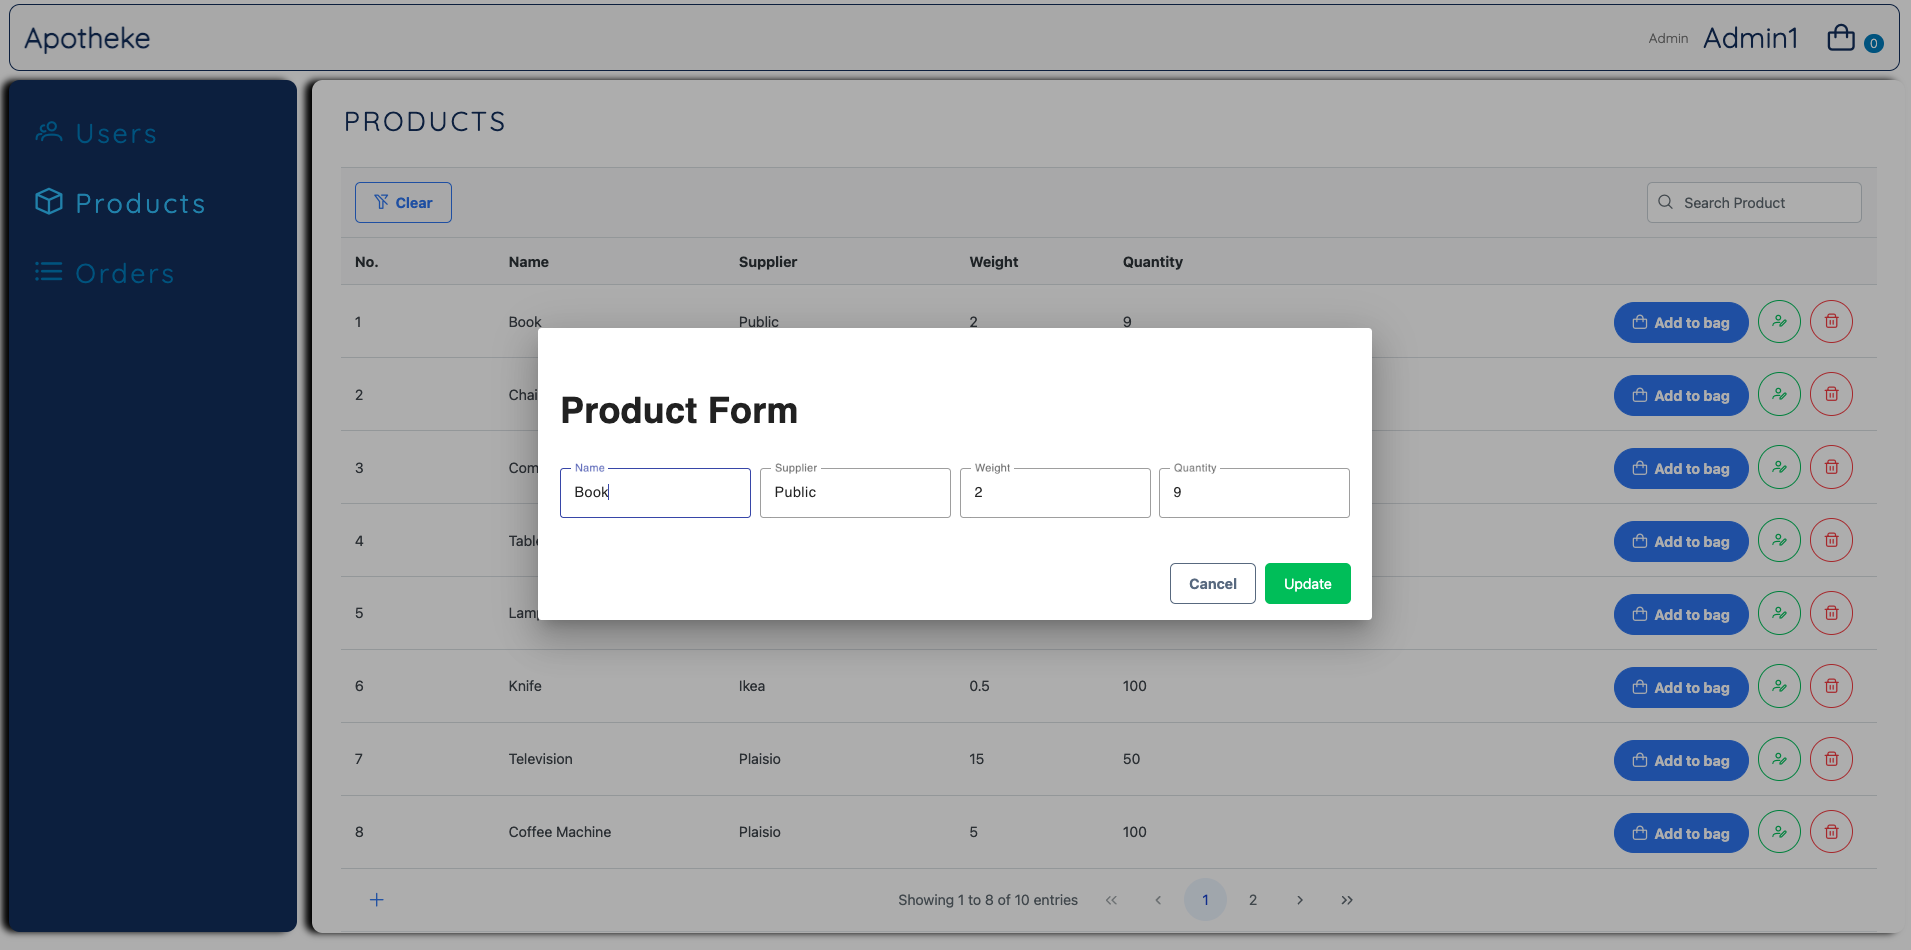 Apotheke
Admin Admin1 0
Users
Products
Orders
PRODUCTS
Clear
Search Product
No. Name Supplier Weight Quantity
1 Book Public 2 9 Add to bag
2 Chai Add to bag
3 Com Add to bag
4 Table Add to bag
5 Lamp Add to bag
6 Knife Ikea 0.5 100 Add to bag
7 Television Plaisio 15 50 Add to bag
8 Coffee Machine Plaisio 5 100 Add to bag
Product Form
Name Supplier Weight Quantity
Book Public 2 9
Cancel Update
+ Showing 1 to 8 of 10 entries << < 1 2 > >>